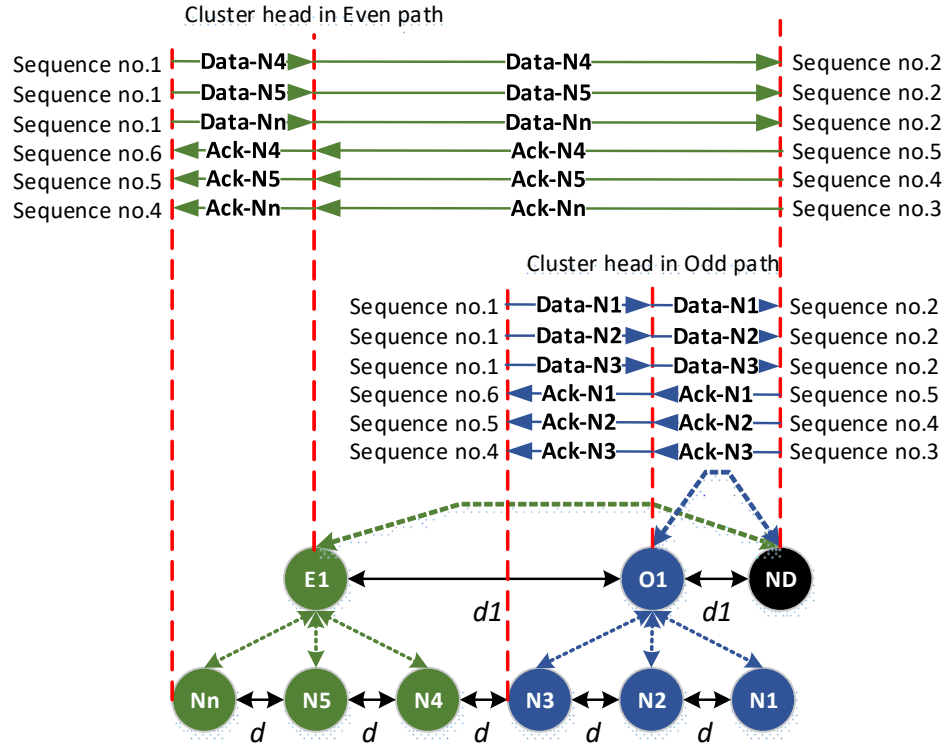 Cluster head in Even path
Sequence no.1 Data-N4 Data-N4 Sequence no.2
Sequence no.1 Data-N5 Data-N5 Sequence no.2
Sequence no.1 Data-Nn Data-Nn Sequence no.2
Sequence no.6 Ack-N4 Ack-N4 Sequence no.5
Sequence no.5 Ack-N5 Ack-N5 Sequence no.4
Sequence no.4 Ack-Nn Ack-Nn Sequence no.3
Cluster head in Odd path
Sequence no.1 Data-N1 Data-N1 Sequence no.2
Sequence no.1 Data-N2 Data-N2 Sequence no.2
Sequence no.1 Data-N3 Data-N3 Sequence no.2
Sequence no.6 Ack-N1 Ack-N1 Sequence no.5
Sequence no.5 Ack-N2 Ack-N2 Sequence no.4
Sequence no.4 Ack-N3 Ack-N3 Sequence no.3
E1 O1 ND
d1 d1
Nn N5 N4 N3 N2 N1
d d d d d